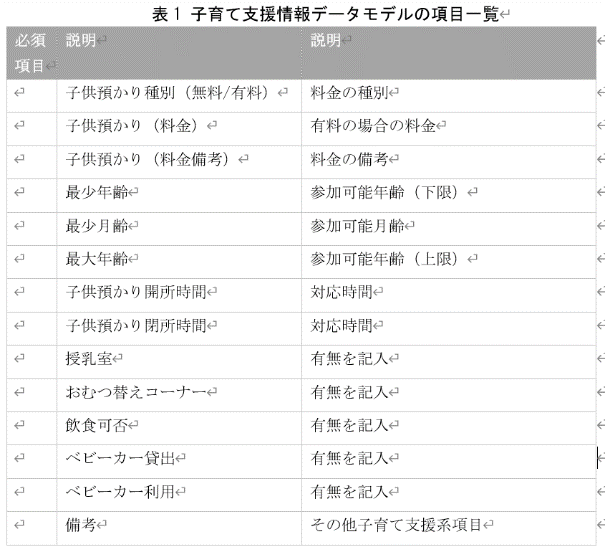 表１ 子育て支援情報データモデルの項目一覧
必須項目 説明 説明
子供預かり種別（無料/有料） 料金の種別
子供預かり（料金） 有料の場合の料金
子供預かり（料金備考） 料金の備考
最少年齢 参加可能年齢（下限）
最少月齢 参加可能月齢
最大年齢 参加可能年齢（上限）
子供預かり開所時間 対応時間
子供預かり閉所時間 対応時間
授乳室 有無を記入
おむつ替えコーナー 有無を記入
飲食可否 有無を記入
ベビーカー貸出 有無を記入
ベビーカー利用 有無を記入
備考 その他子育て支援系項目